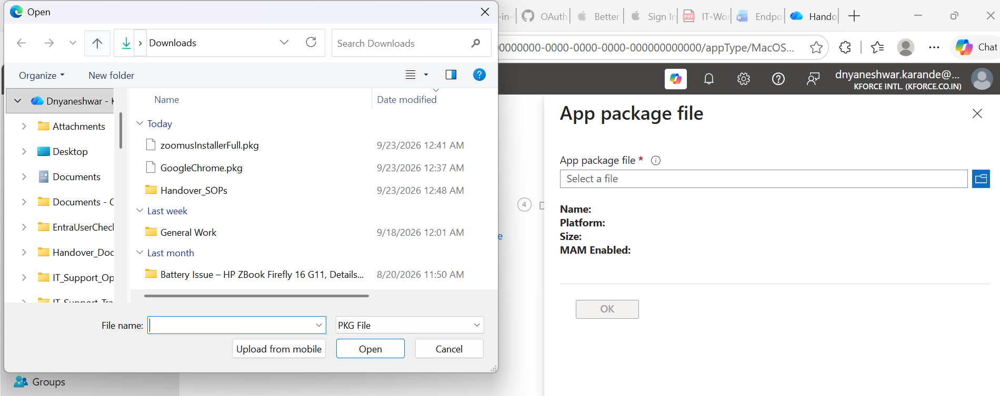 Open
in-
OAuth
Better
Sign In
IT-Wor
Endpo
Hando
Downloads
Search Downloads
00000000-0000-0000-0000-000000000000/appType/MacOS...
Chat
Organize
New folder
dnyaneshwar.karande@...
KFORCE INTL. (KFORCE.CO.IN)
Dnyaneshwar - K
Attachments
Desktop
Documents
Documents - C
EntraUserChec
Handover_Doc
IT_Support_Op
IT_Support_Tra
Name
Date modified
Today
zoomusInstallerFull.pkg 9/23/2026 12:41 AM
GoogleChrome.pkg 9/23/2026 12:37 AM
Handover_SOPs 9/23/2026 12:48 AM
Last week
General Work 9/18/2026 12:01 AM
Last month
Battery Issue – HP ZBook Firefly 16 G11, Details... 8/20/2026 11:50 AM
File name:
PKG File
Upload from mobile
Open
Cancel
Groups
4
e
App package file
App package file *
Select a file
Name:
Platform:
Size:
MAM Enabled:
OK